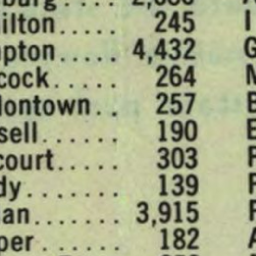 ilton..... 245 I
pton.... 4,432 G
cock...... 264 M
lontown.. 257
sell....... 190
court..... 303
dy........ 139
an....... 3,915
per....... 182 A